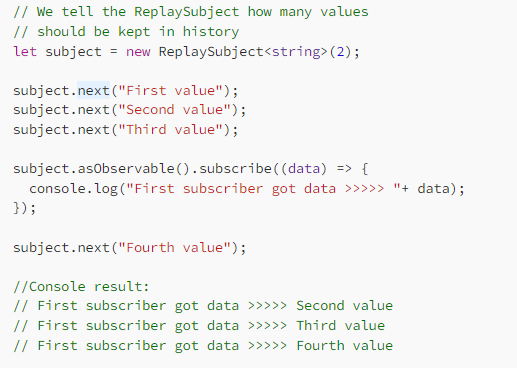 // We tell the ReplaySubject how many values
// should be kept in history
let subject = new ReplaySubject<string>(2);
subject.next("First value");
subject.next("Second value");
subject.next("Third value");
subject.asObservable().subscribe((data) => {
  console.log("First subscriber got data >>>>> "+ data);
});
subject.next("Fourth value");
//Console result:
// First subscriber got data >>>>> Second value
// First subscriber got data >>>>> Third value
// First subscriber got data >>>>> Fourth value